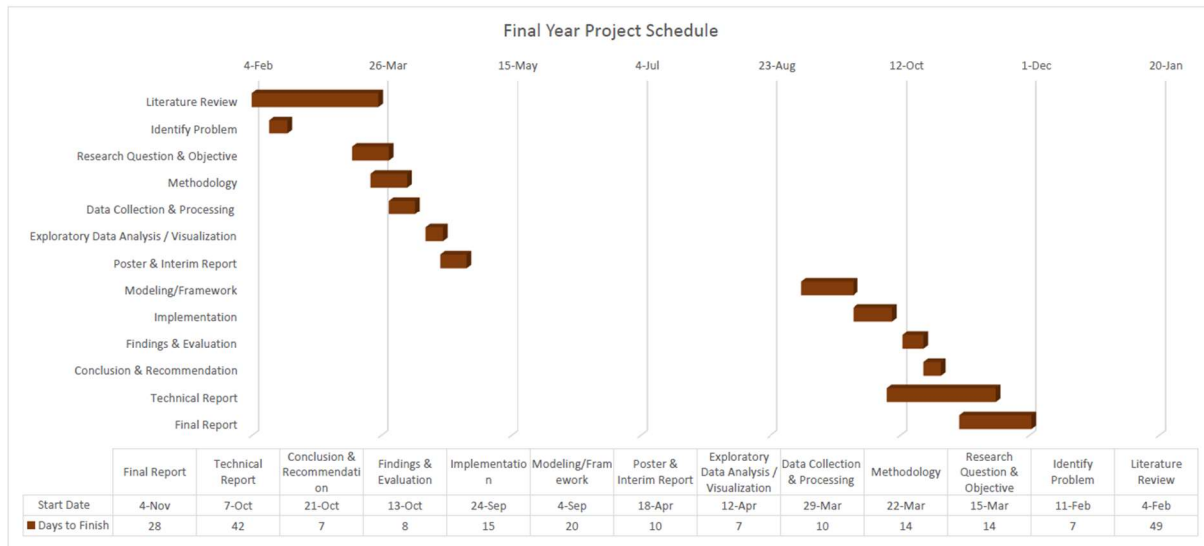 Final Year Project Schedule
4-Feb 26-Mar 15-May 4-Jul 23-Aug 12-Oct 1-Dec 20-Jan
Literature Review
Identify Problem
Research Question & Objective
Methodology
Data Collection & Processing
Exploratory Data Analysis / Visualization
Poster & Interim Report
Modeling/Framework
Implementation
Findings & Evaluation
Conclusion & Recommendation
Technical Report
Final Report
Final Report
Technical
Report
Conclusion &
Recommendati
on
Findings &
Evaluation
Implementatio
n
Modeling/Fram
ework
Poster &
Interim Report
Exploratory
Data Analysis /
Visualization
Data Collection
& Processing
Methodology
Research
Question &
Objective
Identify
Problem
Literature
Review
Start Date 4-Nov 7-Oct 21-Oct 13-Oct 24-Sep 4-Sep 18-Apr 12-Apr 29-Mar 22-Mar 15-Mar 11-Feb 4-Feb
Days to Finish 28 42 7 8 15 20 10 7 10 14 14 7 49